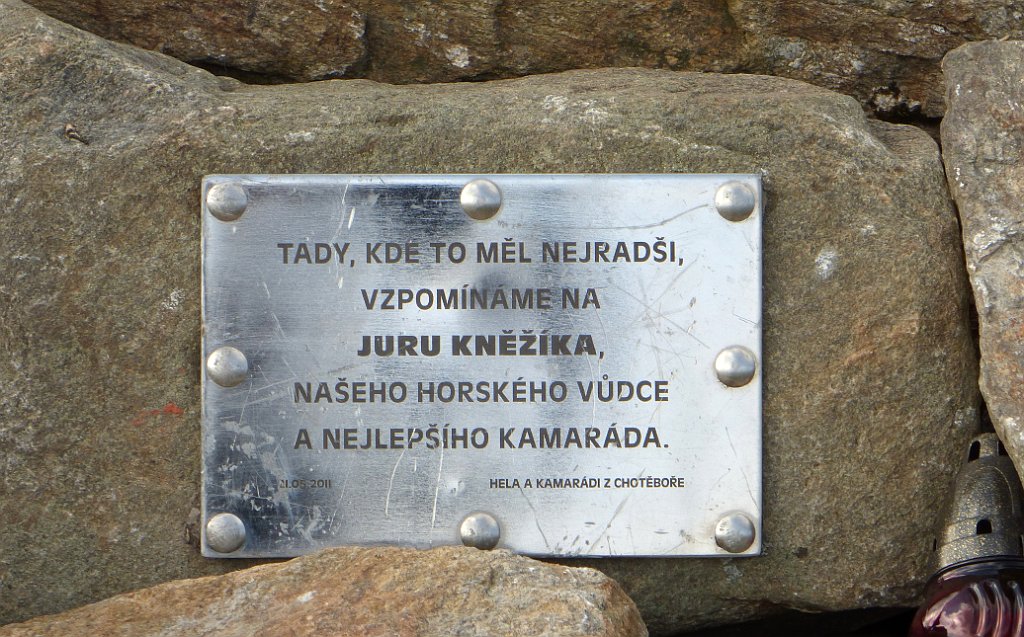 TADY, KDE TO MĚL NEJRADŠI,
VZPOMÍNÁME NA
JURU KNĚŽÍKA,
NAŠEHO HORSKÉHO VŮDCE
A NEJLEPŠÍHO KAMARÁDA.
2011 HELA A KAMARÁDI Z CHOTĚBOŘE